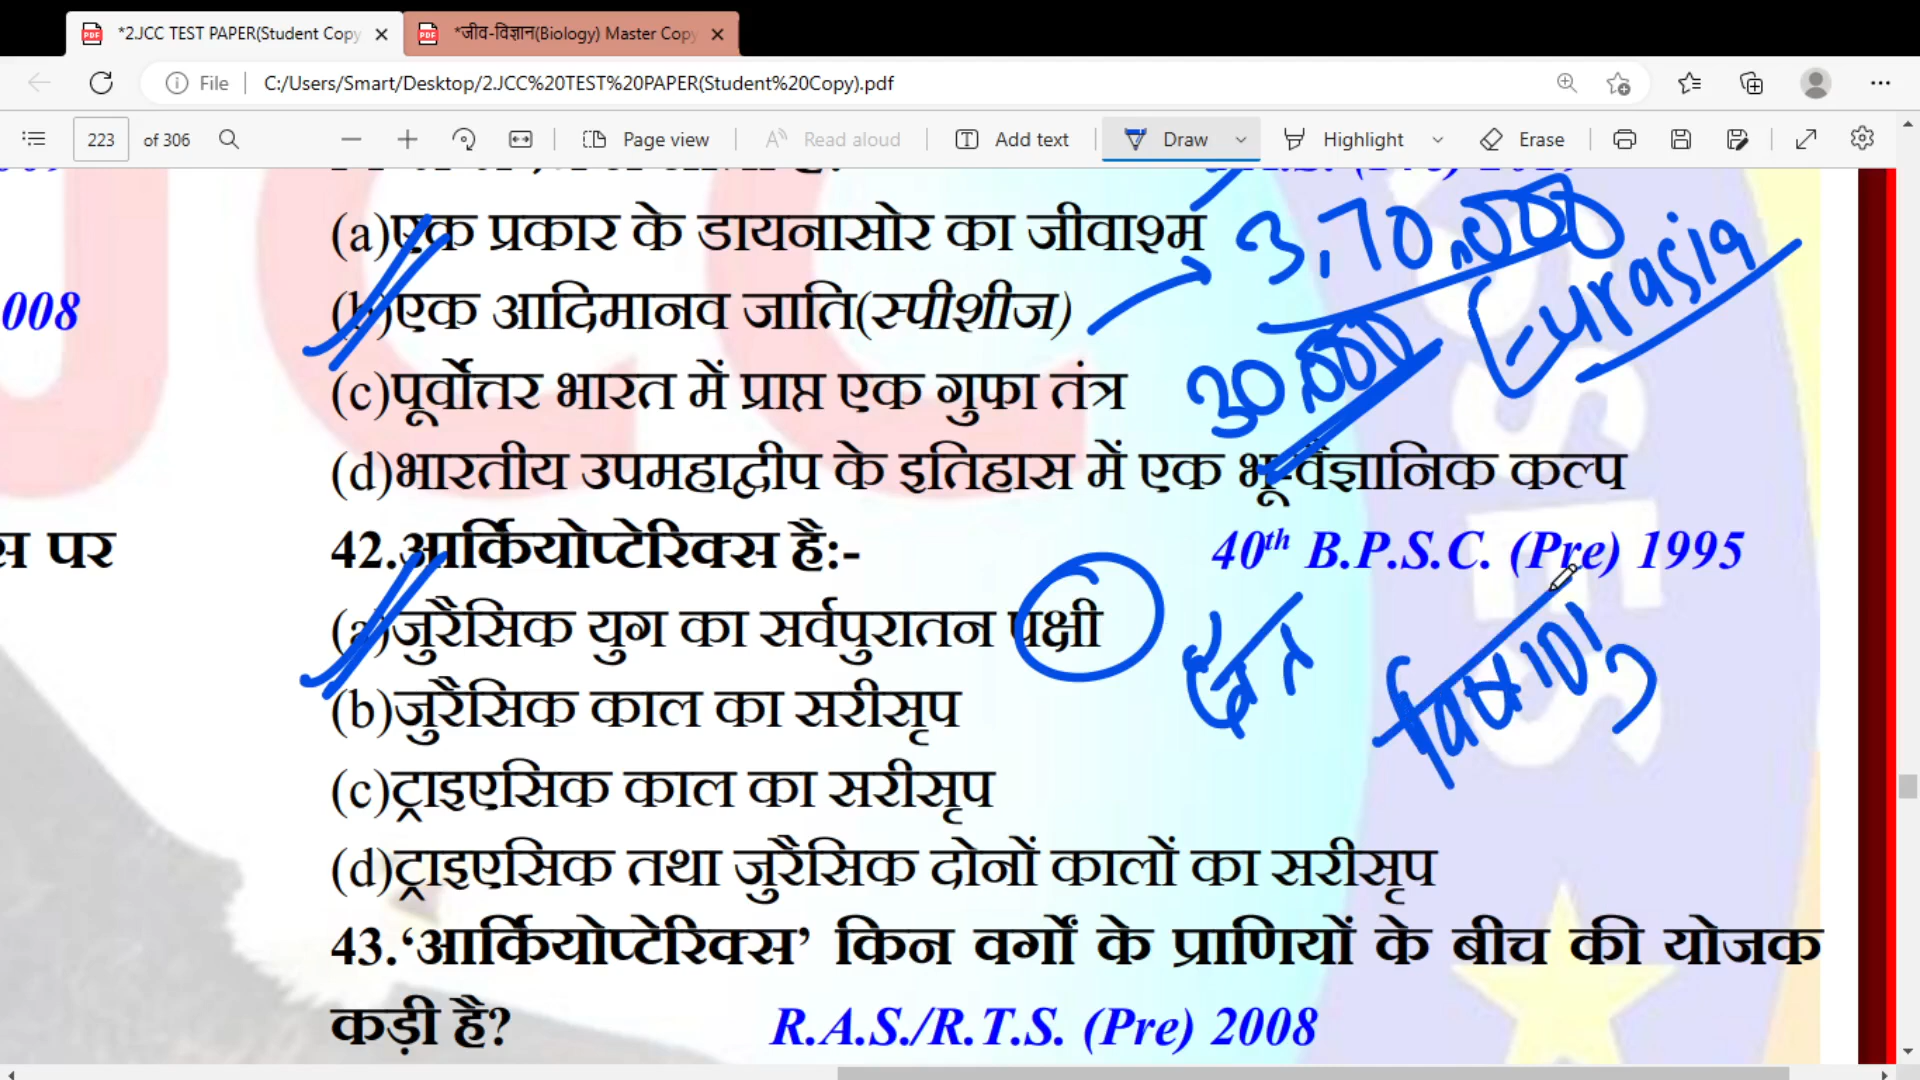 *2.JCC TEST PAPER(Student Copy
*जीव-विज्ञान(Biology) Master Cop
File
C:/Users/Smart/Desktop/2.JCC%20TEST%20PAPER(Student%20Copy).pdf
223 of 306
Page view
Read aloud
Add text
Draw
Highlight
Erase
(a)एक प्रकार के डायनासोर का जीवाश्म
3,70,000
008
(b)एक आदिमानव जाति(स्पीशीज)
Eurasia
(c)पूर्वोत्तर भारत में प्राप्त एक गुफा तंत्र
30,000
(d)भारतीय उपमहाद्वीप के इतिहास में एक भू-वैज्ञानिक कल्प
स पर
42.आर्कियोप्टेरिक्स है:- 40th B.P.S.C. (Pre) 1995
(a)जुरैसिक युग का सर्वपुरातन पक्षी
(b)जुरैसिक काल का सरीसृप
(c)ट्राइएसिक काल का सरीसृप
(d)ट्राइएसिक तथा जुरैसिक दोनों कालों का सरीसृप
43.‘आर्कियोप्टेरिक्स’ किन वर्गों के प्राणियों के बीच की योजक
कड़ी है? R.A.S./R.T.S. (Pre) 2008